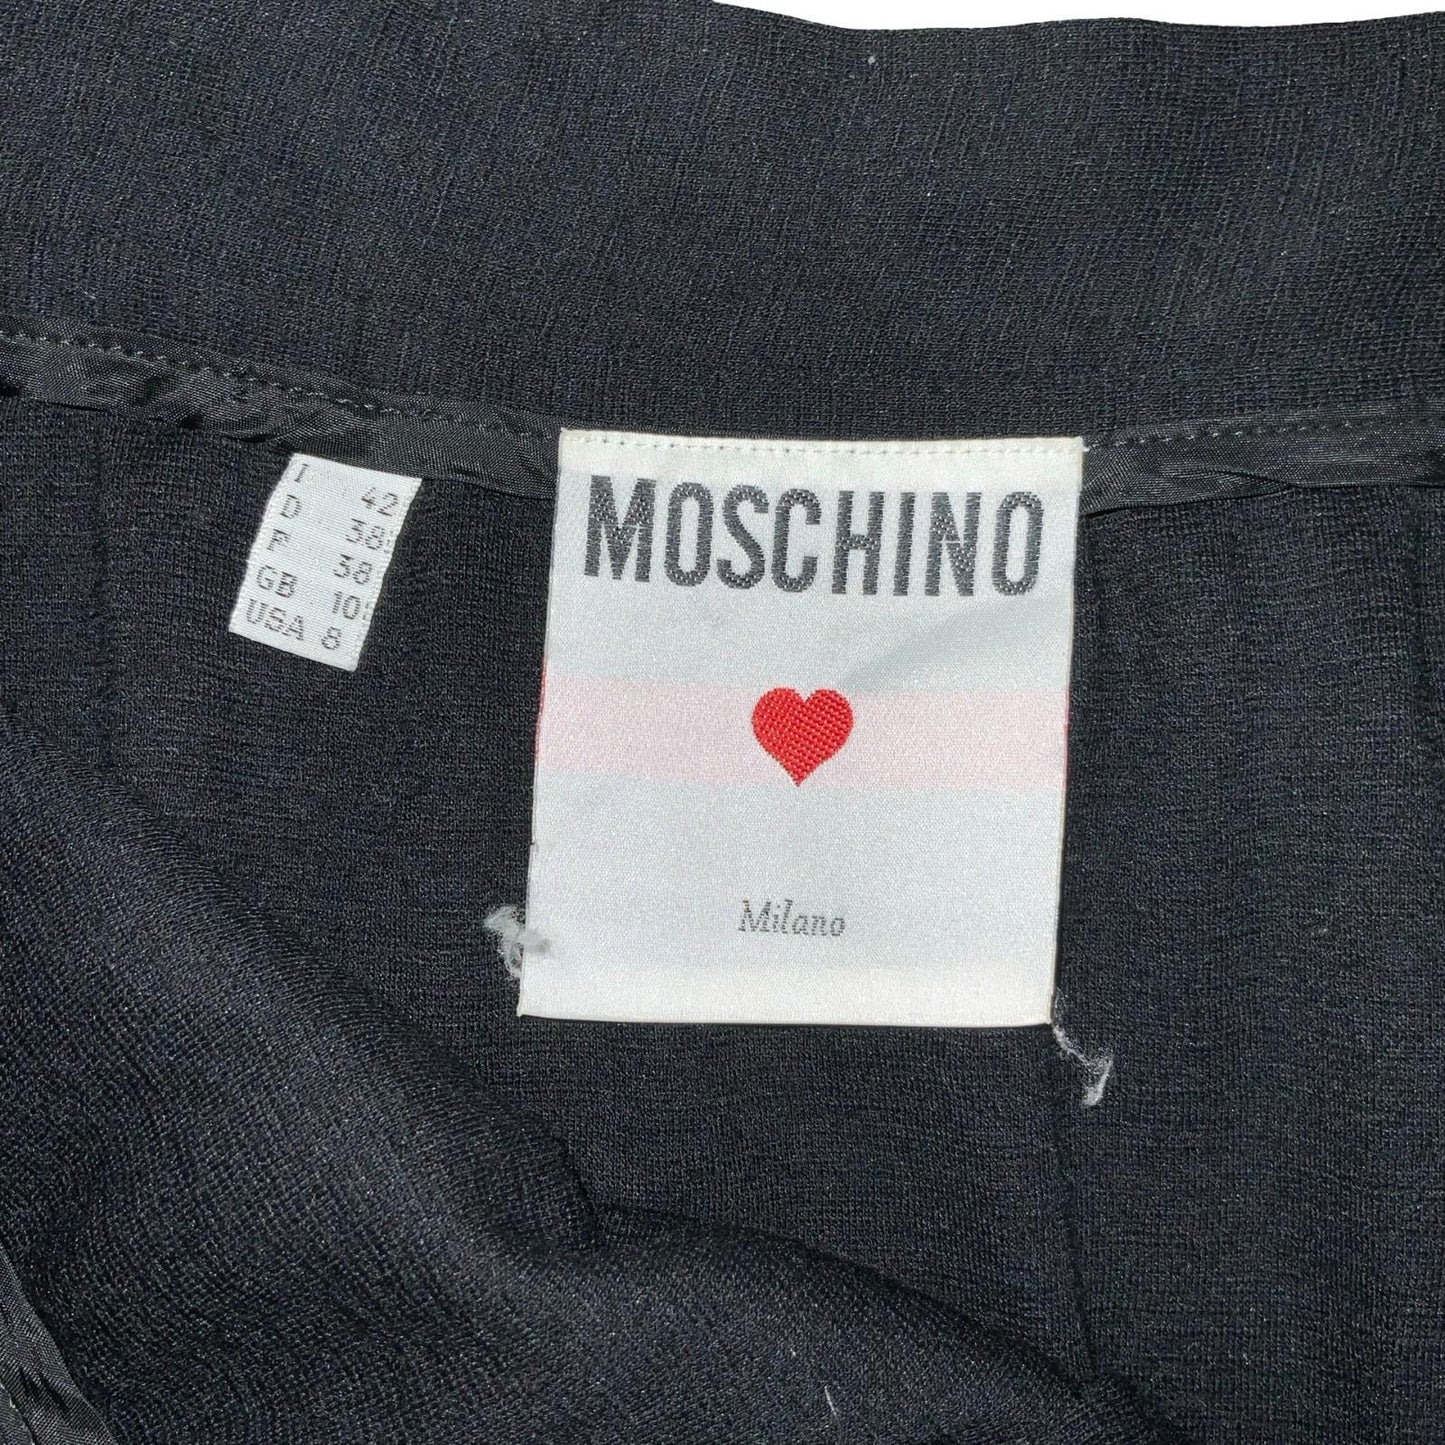 I 42
D 38
F 38
GB 10
USA 8
MOSCHINO
Milano